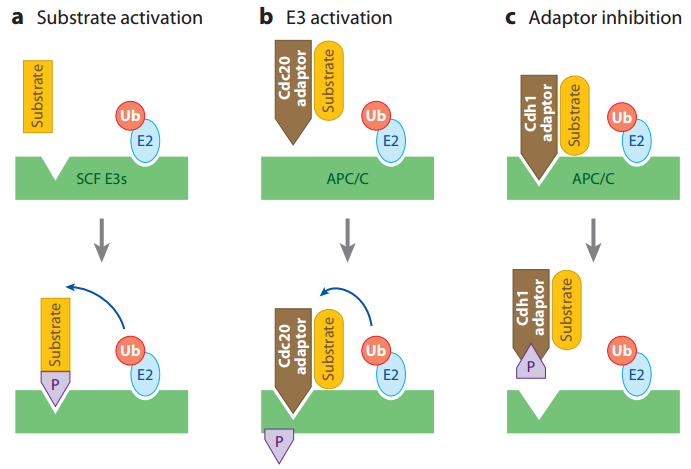 a Substrate activation
b E3 activation
c Adaptor inhibition
Substrate
Ub
E2
SCF E3s
Cdc20
adaptor
Substrate
Ub
E2
APC/C
Cdh1
adaptor
Substrate
Ub
E2
APC/C
Substrate
P
Ub
E2
Cdc20
adaptor
Substrate
Ub
E2
P
Cdh1
adaptor
Substrate
P
Ub
E2